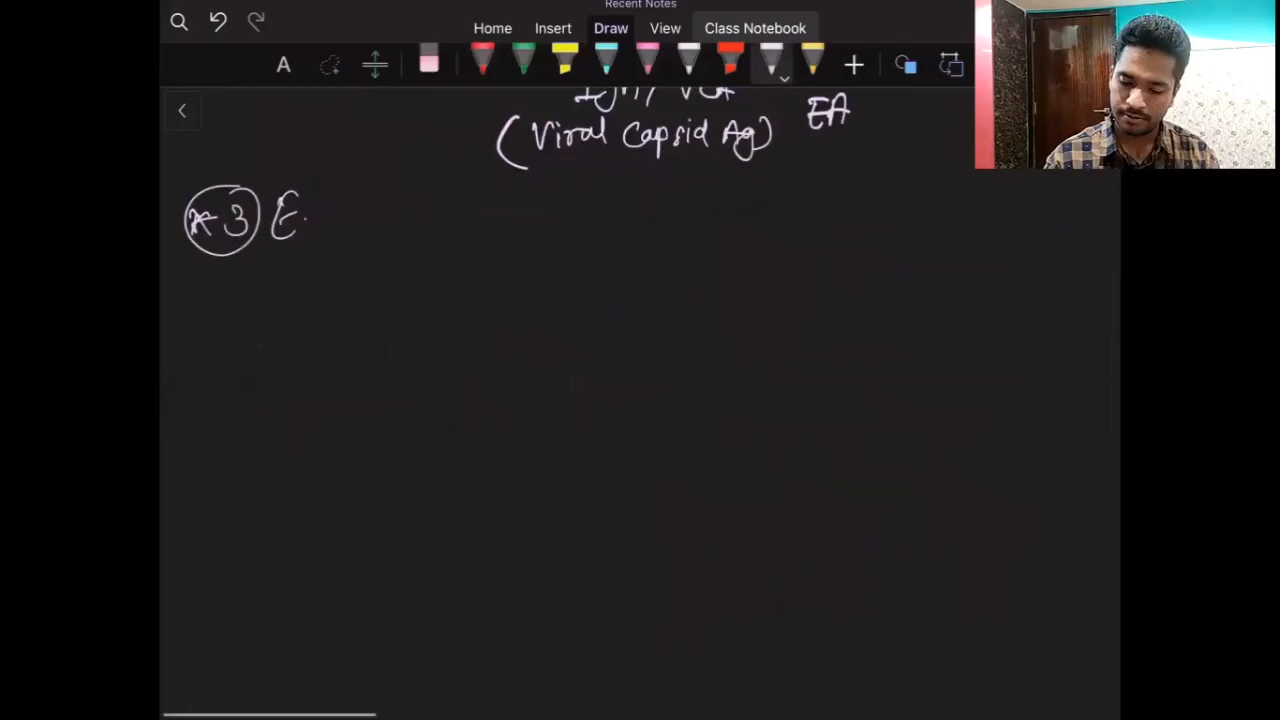 Recent Notes
Home Insert Draw View Class Notebook
A
EA
(Viral Capsid Ag)
* 3 E